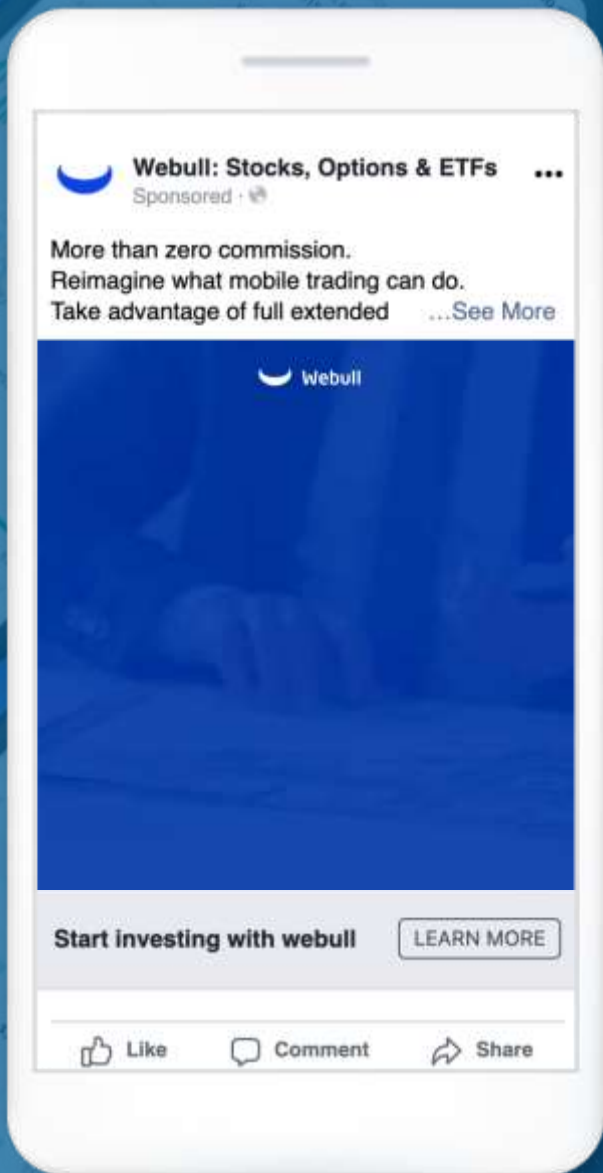 Webull: Stocks, Options & ETFs
Sponsored ·
More than zero commission.
Reimagine what mobile trading can do.
Take advantage of full extended ...See More
Webull
Start investing with webull LEARN MORE
Like Comment Share